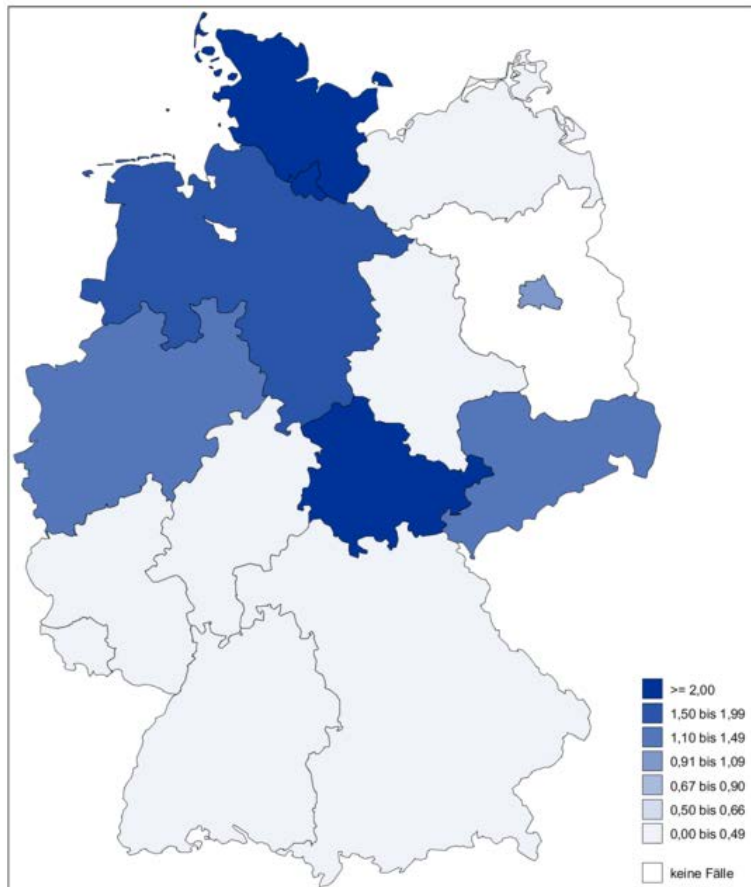 >= 2,00
1,50 bis 1,99
1,10 bis 1,49
0,91 bis 1,09
0,67 bis 0,90
0,50 bis 0,66
0,00 bis 0,49
keine Fälle